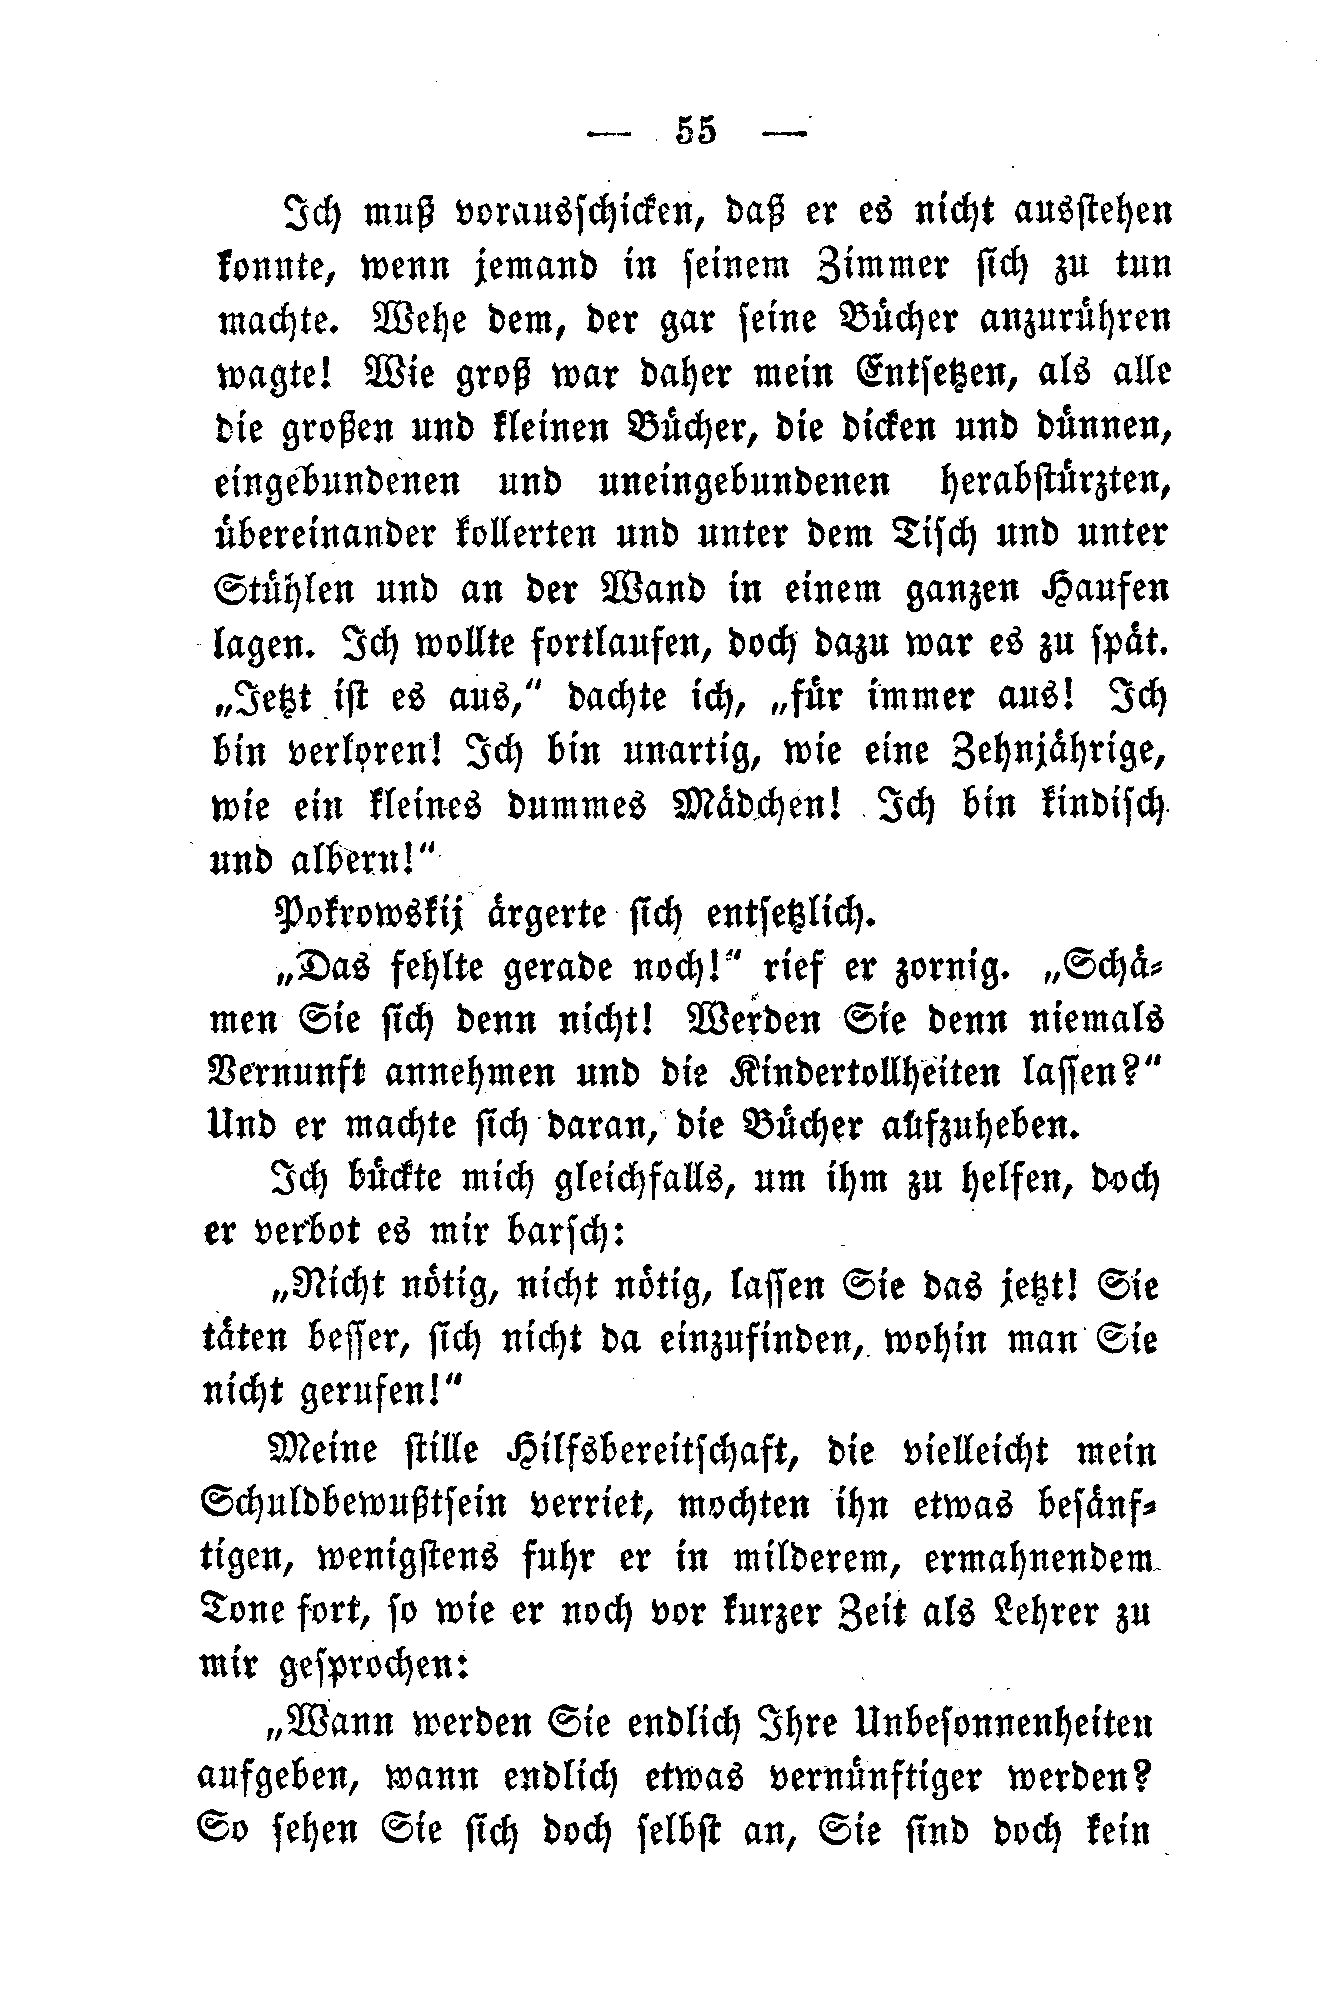 — 55 —
Ich muß vorausschicken, daß er es nicht ausstehen
konnte, wenn jemand in seinem Zimmer sich zu tun
machte. Wehe dem, der gar seine Bücher anzurühren
wagte! Wie groß war daher mein Entsetzen, als alle
die großen und kleinen Bücher, die dicken und dünnen,
eingebundenen und uneingebundenen herabstürzten,
übereinander kollerten und unter dem Tisch und unter
Stühlen und an der Wand in einem ganzen Haufen
lagen. Ich wollte fortlaufen, doch dazu war es zu spät.
„Jetzt ist es aus,“ dachte ich, „für immer aus! Ich
bin verloren! Ich bin unartig, wie eine Zehnjährige,
wie ein kleines dummes Mädchen! Ich bin kindisch
und albern!“
Pokrowskij ärgerte sich entsetzlich.
„Das fehlte gerade noch!“ rief er zornig. „Schä-
men Sie sich denn nicht! Werden Sie denn niemals
Vernunft annehmen und die Kindertollheiten lassen?“
Und er machte sich daran, die Bücher aufzuheben.
Ich bückte mich gleichfalls, um ihm zu helfen, doch
er verbot es mir barsch:
„Nicht nötig, nicht nötig, lassen Sie das jetzt! Sie
täten besser, sich nicht da einzufinden, wohin man Sie
nicht gerufen!“
Meine stille Hilfsbereitschaft, die vielleicht mein
Schuldbewußtsein verriet, mochten ihn etwas besänf-
tigen, wenigstens fuhr er in milderem, ermahnendem
Tone fort, so wie er noch vor kurzer Zeit als Lehrer zu
mir gesprochen:
„Wann werden Sie endlich Ihre Unbesonnenheiten
aufgeben, wann endlich etwas vernünftiger werden?
So sehen Sie sich doch selbst an, Sie sind doch kein